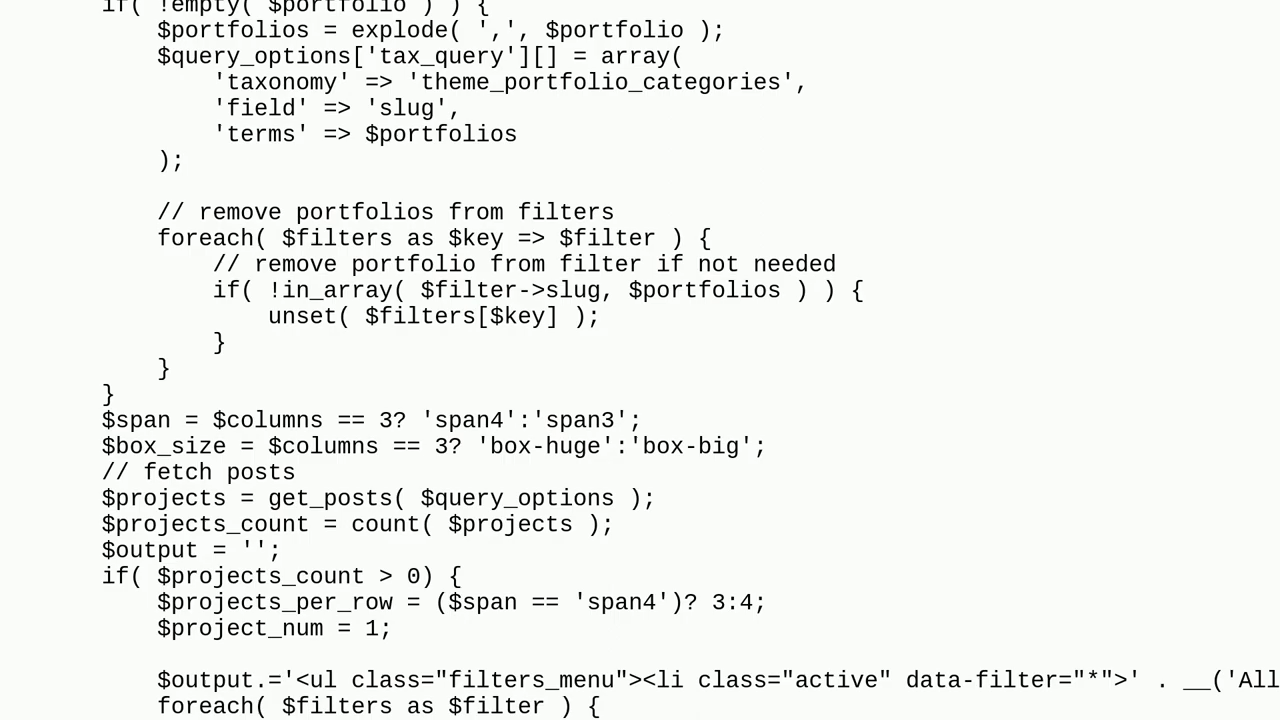 if( !empty( $portfolio ) ) {
$portfolios = explode( ',', $portfolio );
$query_options['tax_query'][] = array(
'taxonomy' => 'theme_portfolio_categories',
'field' => 'slug',
'terms' => $portfolios
);
// remove portfolios from filters
foreach( $filters as $key => $filter ) {
// remove portfolio from filter if not needed
if( !in_array( $filter->slug, $portfolios ) ) {
unset( $filters[$key] );
}
}
}
$span = $columns == 3? 'span4':'span3';
$box_size = $columns == 3? 'box-huge':'box-big';
// fetch posts
$projects = get_posts( $query_options );
$projects_count = count( $projects );
$output = '';
if( $projects_count > 0) {
$projects_per_row = ($span == 'span4')? 3:4;
$project_num = 1;
$output.='<ul class="filters_menu"><li class="active" data-filter="*">' . __('All
foreach( $filters as $filter ) {